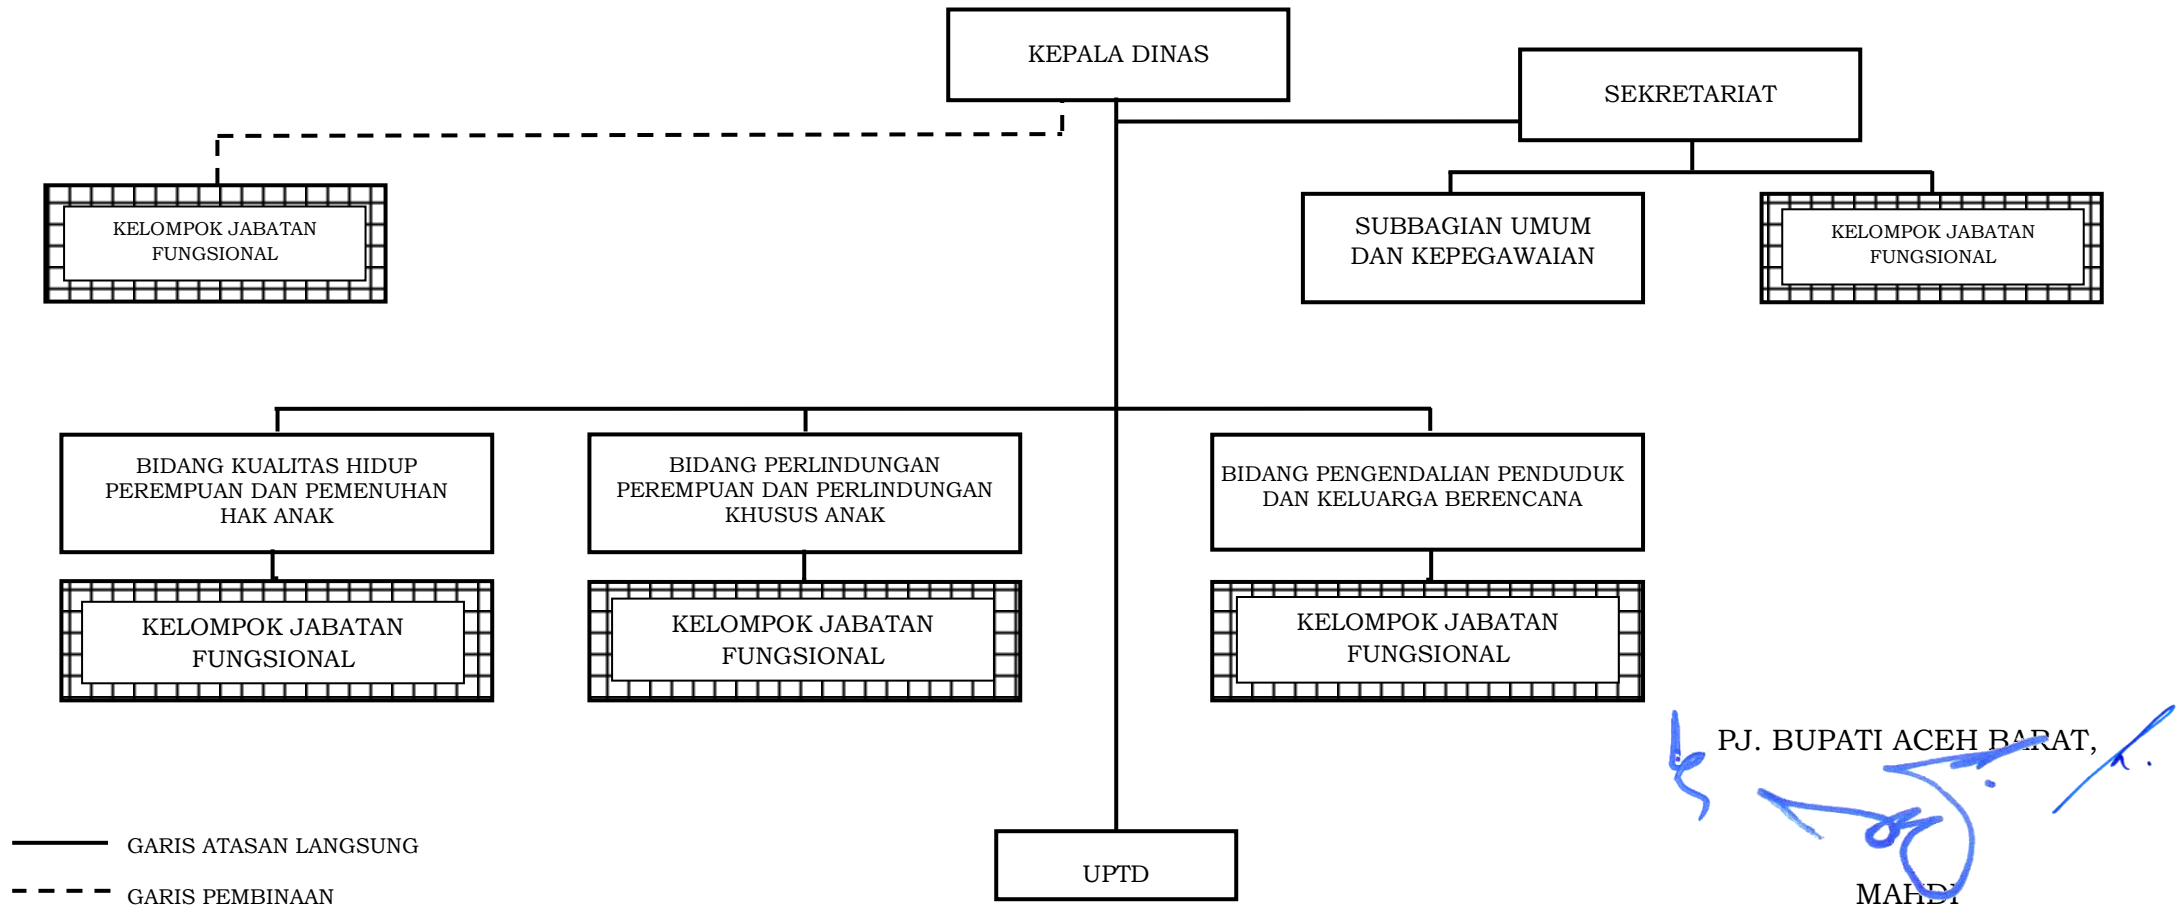 KEPALA DINAS
SEKRETARIAT
KELOMPOK JABATAN
FUNGSIONAL
SUBBAGIAN UMUM
DAN KEPEGAWAIAN
KELOMPOK JABATAN
FUNGSIONAL
BIDANG KUALITAS HIDUP
PEREMPUAN DAN PEMENUHAN
HAK ANAK
BIDANG PERLINDUNGAN
PEREMPUAN DAN PERLINDUNGAN
KHUSUS ANAK
BIDANG PENGENDALIAN PENDUDUK
DAN KELUARGA BERENCANA
KELOMPOK JABATAN
FUNGSIONAL
KELOMPOK JABATAN
FUNGSIONAL
KELOMPOK JABATAN
FUNGSIONAL
PJ. BUPATI ACEH BARAT,
GARIS ATASAN LANGSUNG
UPTD
GARIS PEMBINAAN
MAHDI